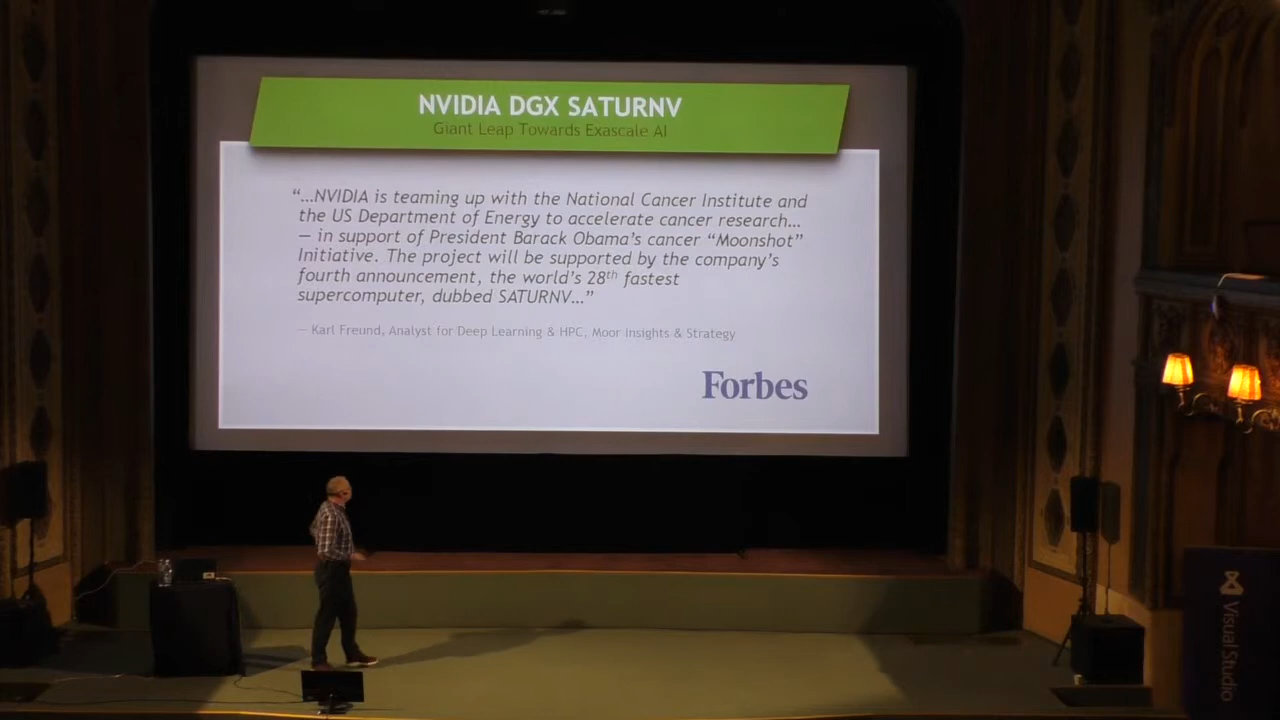 NVIDIA DGX SATURNV
Giant Leap Towards Exascale AI
“...NVIDIA is teaming up with the National Cancer Institute and
the US Department of Energy to accelerate cancer research...
— in support of President Barack Obama’s cancer “Moonshot”
Initiative. The project will be supported by the company’s
fourth announcement, the world’s 28th fastest
supercomputer, dubbed SATURNV...”
— Karl Freund, Analyst for Deep Learning & HPC, Moor Insights & Strategy
Forbes
Visual Studio